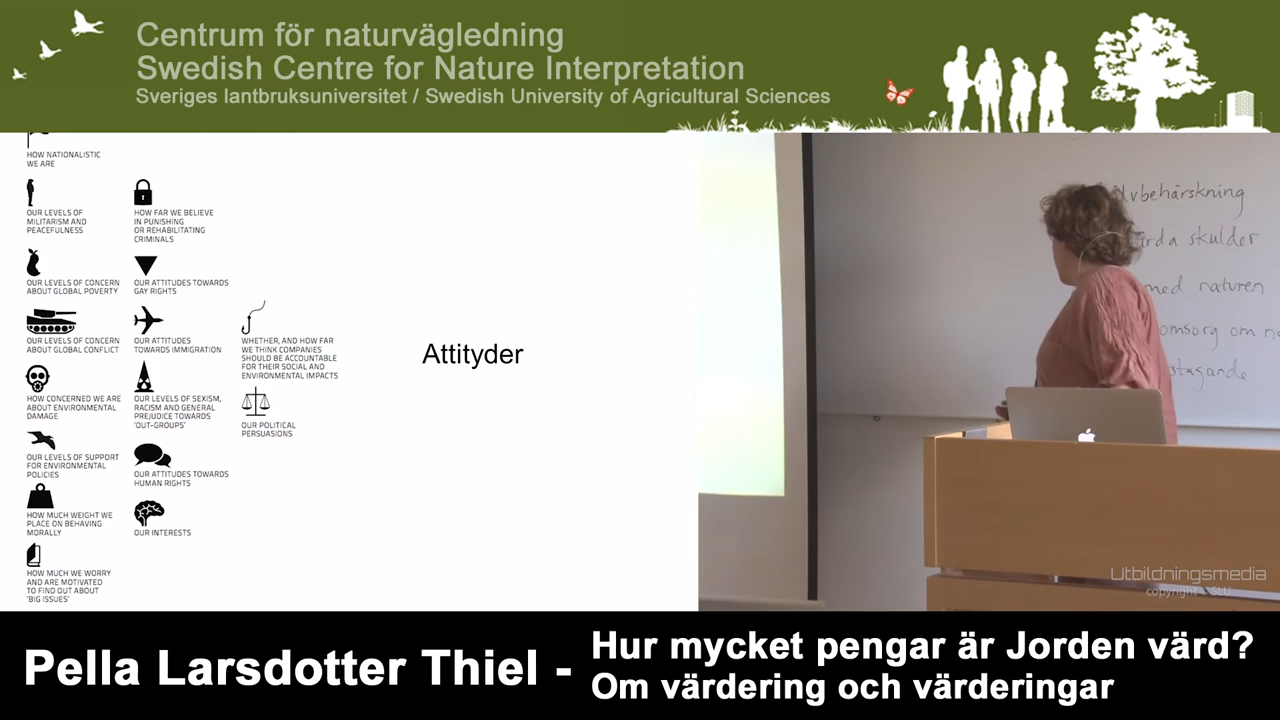 Centrum för naturvägledning
Swedish Centre for Nature Interpretation
Sveriges lantbruksuniversitet / Swedish University of Agricultural Sciences
HOW NATIONALISTIC
WE ARE
OUR LEVELS OF
MILITARISM AND
PEACEFULNESS
OUR LEVELS OF CONCERN
ABOUT GLOBAL POVERTY
OUR LEVELS OF CONCERN
ABOUT GLOBAL CONFLICT
HOW CONCERNED WE ARE
ABOUT ENVIRONMENTAL
DAMAGE
OUR LEVELS OF SUPPORT
FOR ENVIRONMENTAL
POLICIES
HOW MUCH WEIGHT WE
PLACE ON BEHAVING
MORALLY
HOW MUCH WE WORRY
AND ARE MOTIVATED
TO FIND OUT ABOUT
'BIG ISSUES'
HOW FAR WE BELIEVE
IN PUNISHING
OR REHABILITATING
CRIMINALS
OUR ATTITUDES TOWARDS
GAY RIGHTS
OUR ATTITUDES
TOWARDS IMMIGRATION
OUR LEVELS OF SEXISM,
RACISM AND GENERAL
PREJUDICE TOWARDS
'OUT-GROUPS'
OUR ATTITUDES TOWARDS
HUMAN RIGHTS
OUR INTERESTS
WHETHER, AND HOW FAR
WE THINK COMPANIES
SHOULD BE ACCOUNTABLE
FOR THEIR SOCIAL AND
ENVIRONMENTAL IMPACTS
OUR POLITICAL
PERSUASIONS
Attityder
skulder
med naturen
omsorg om
Utbildningsmedia
copyright SLU
Pella Larsdotter Thiel -
Hur mycket pengar är Jorden värd?
Om värdering och värderingar